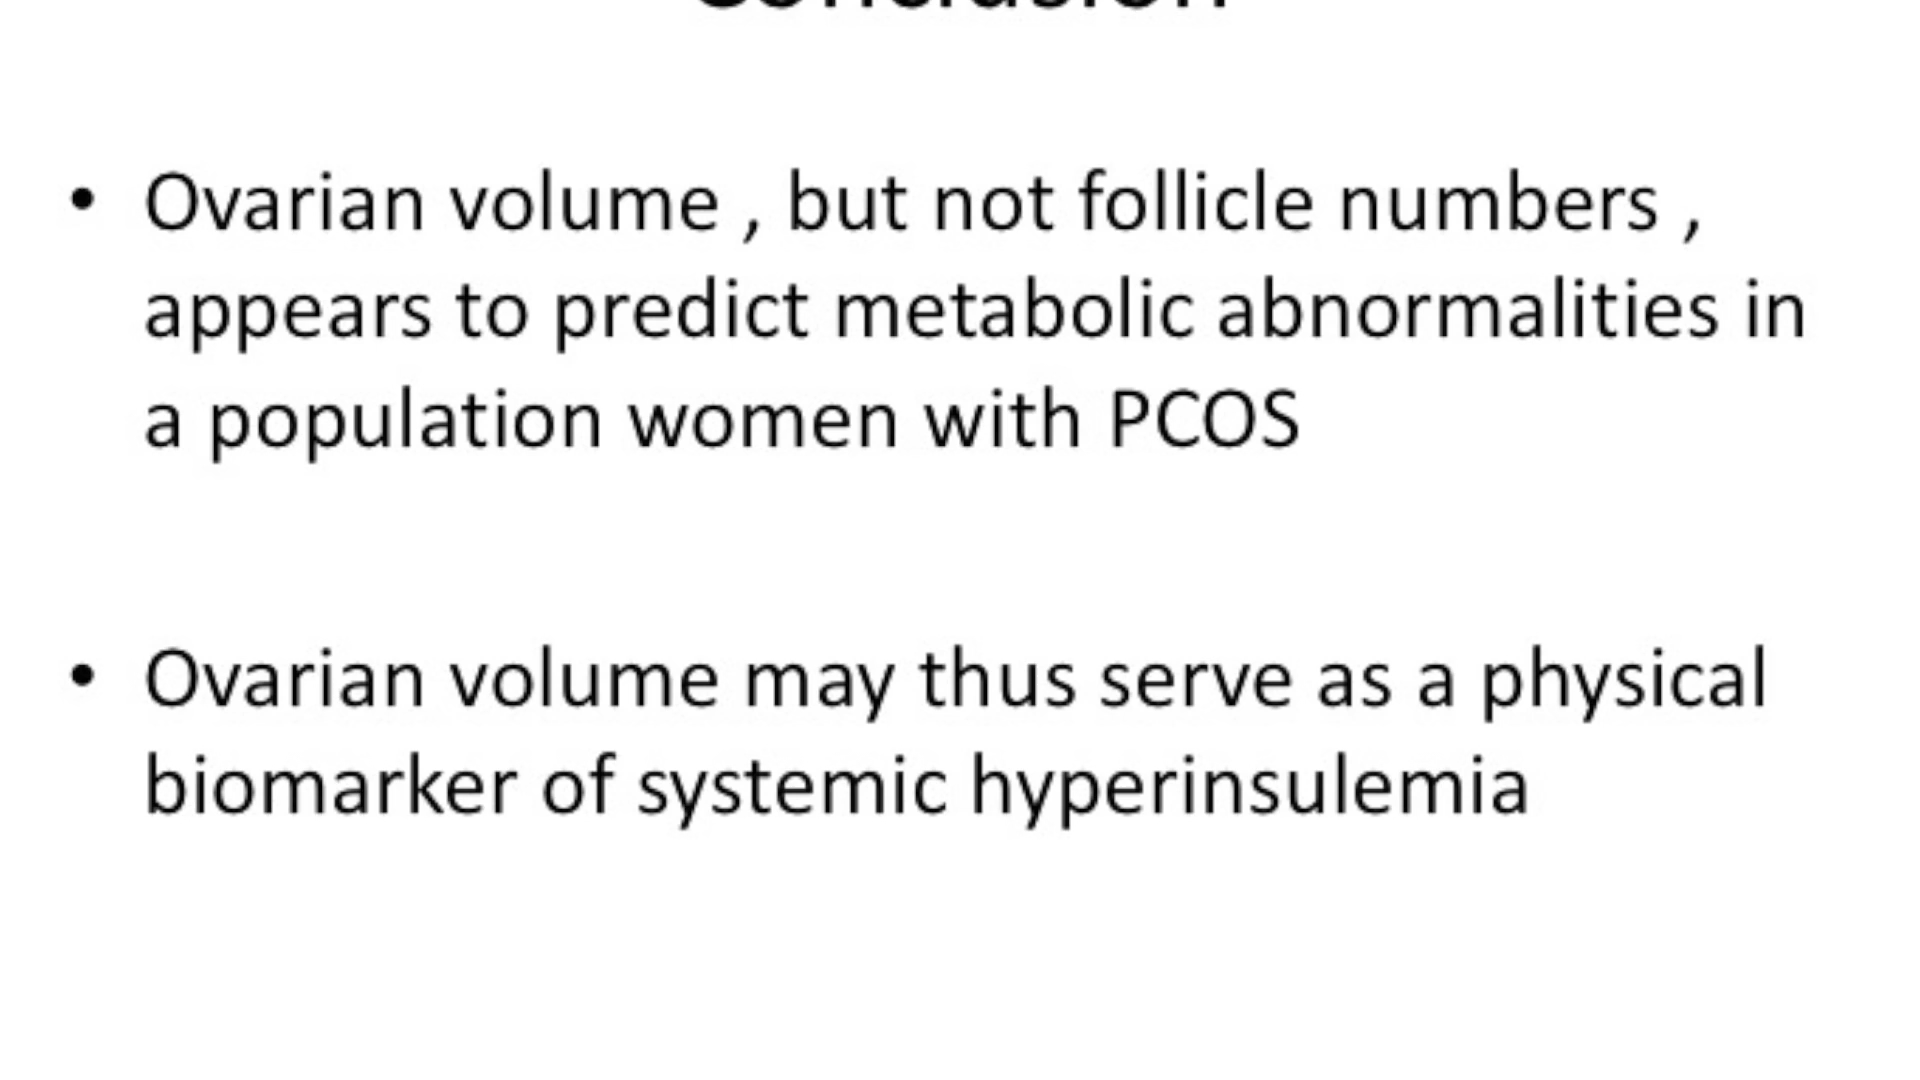 Conclusion
• Ovarian volume , but not follicle numbers ,
appears to predict metabolic abnormalities in
a population women with PCOS
• Ovarian volume may thus serve as a physical
biomarker of systemic hyperinsulemia